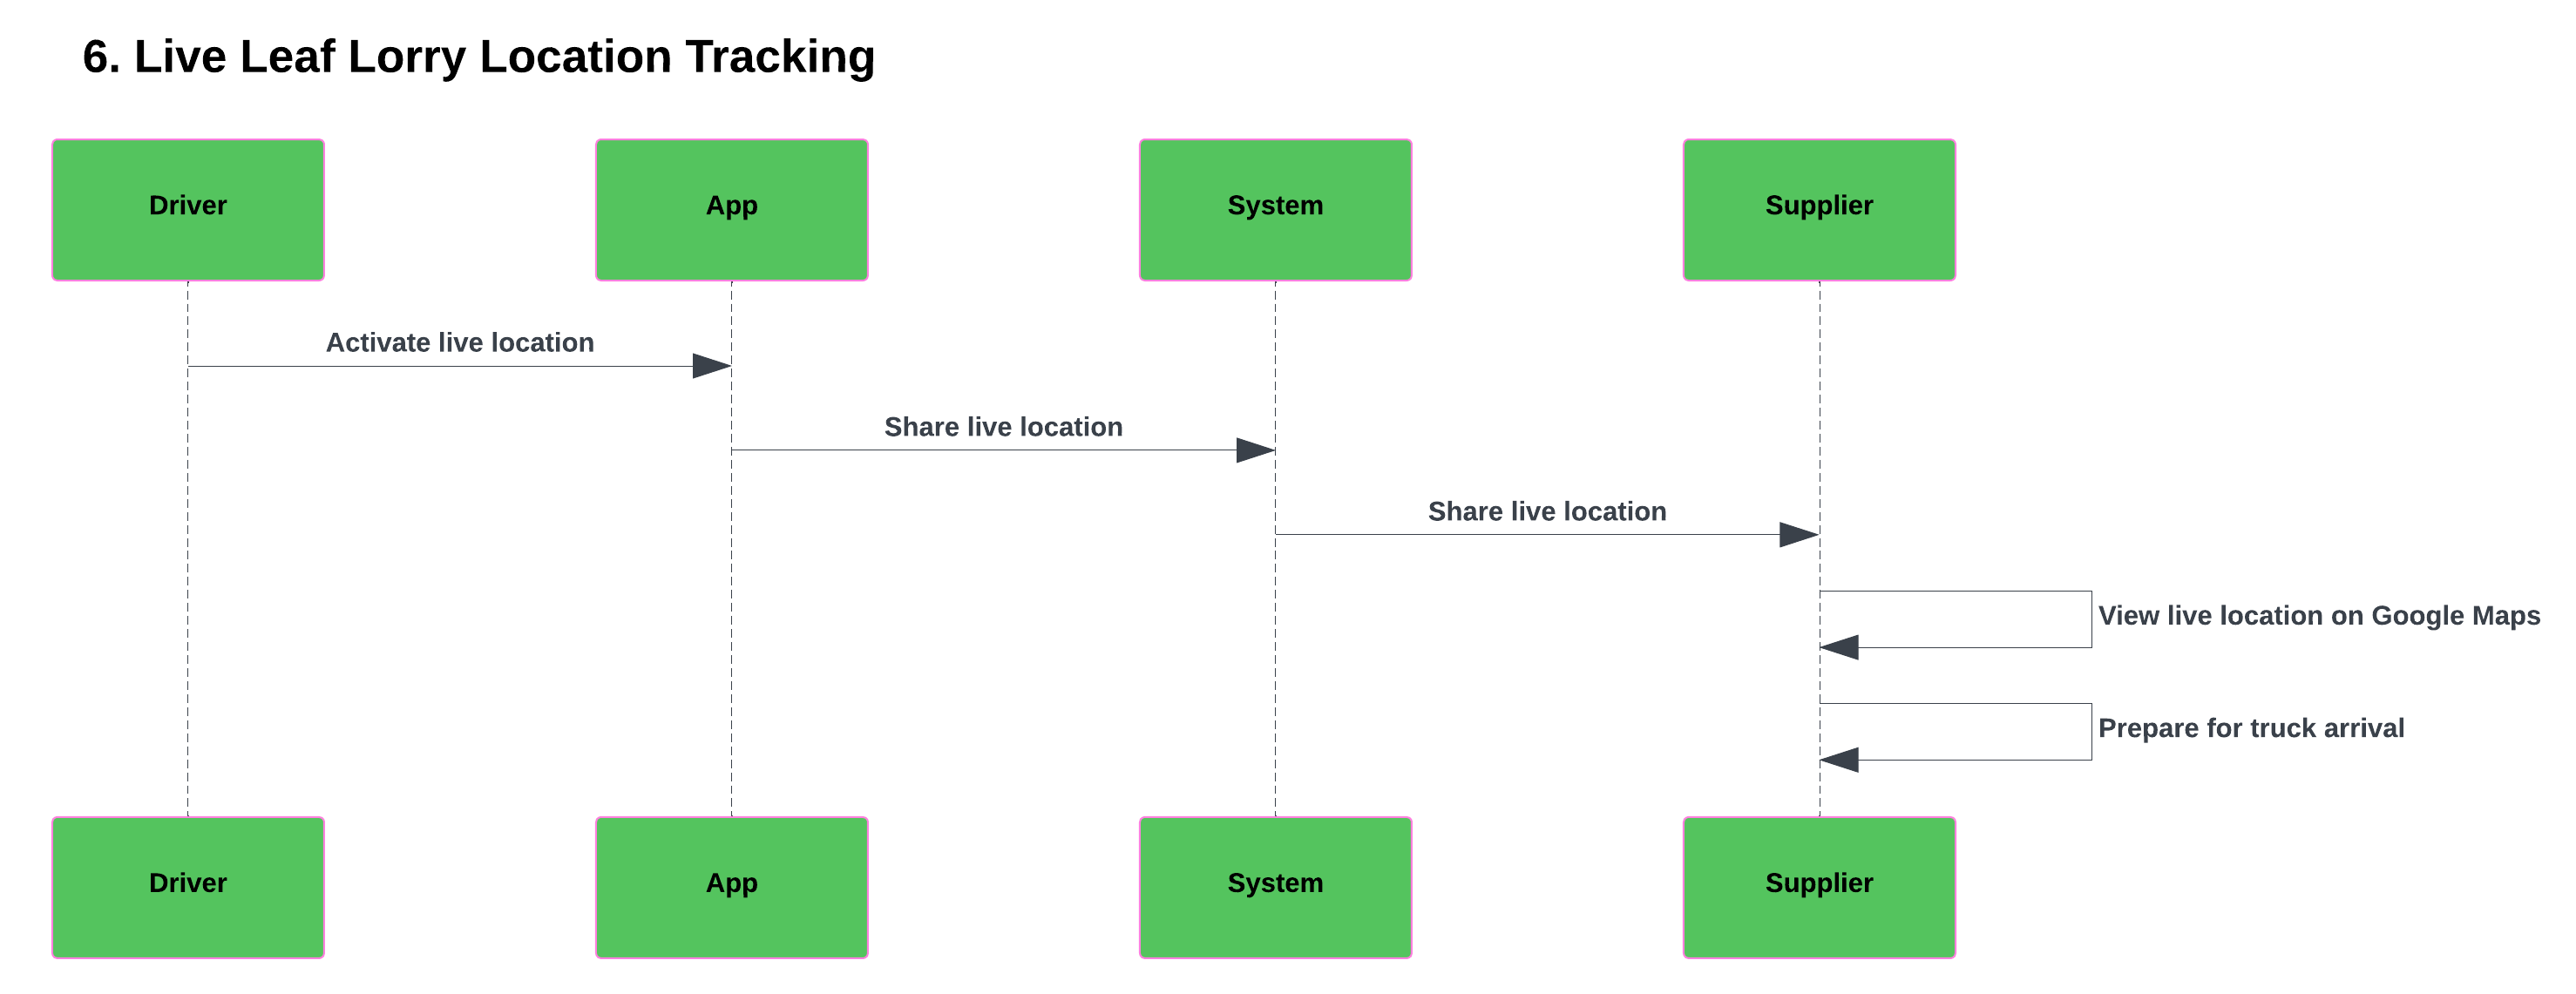 6. Live Leaf Lorry Location Tracking
Driver
App
System
Supplier
Activate live location
Share live location
Share live location
View live location on Google Maps
Prepare for truck arrival
Driver
App
System
Supplier